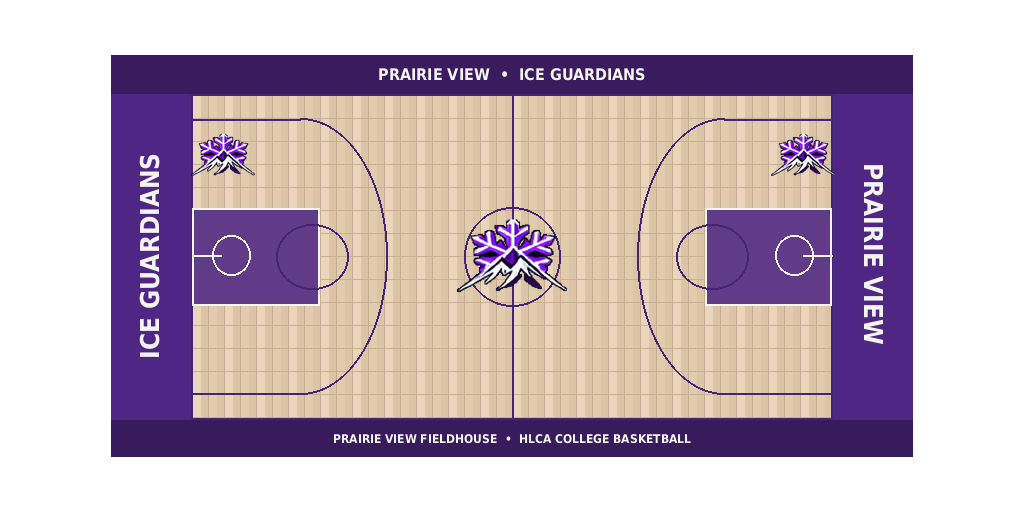 PRAIRIE VIEW • ICE GUARDIANS
ICE GUARDIANS
PRAIRIE VIEW
PRAIRIE VIEW FIELDHOUSE • HLCA COLLEGE BASKETBALL